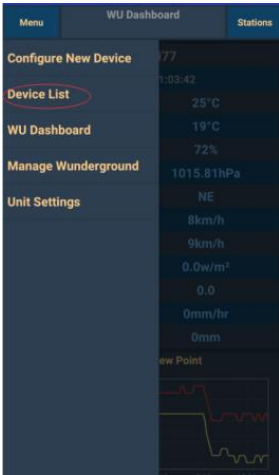 Menu
WU Dashboard
Stations
Configure New Device
177
1:03:42
Device List
25°C
WU Dashboard
19°C
72%
Manage Wunderground
1015.81hPa
Unit Settings
NE
8km/h
9km/h
0.0w/m²
0.0
0mm/hr
0mm
ew Point